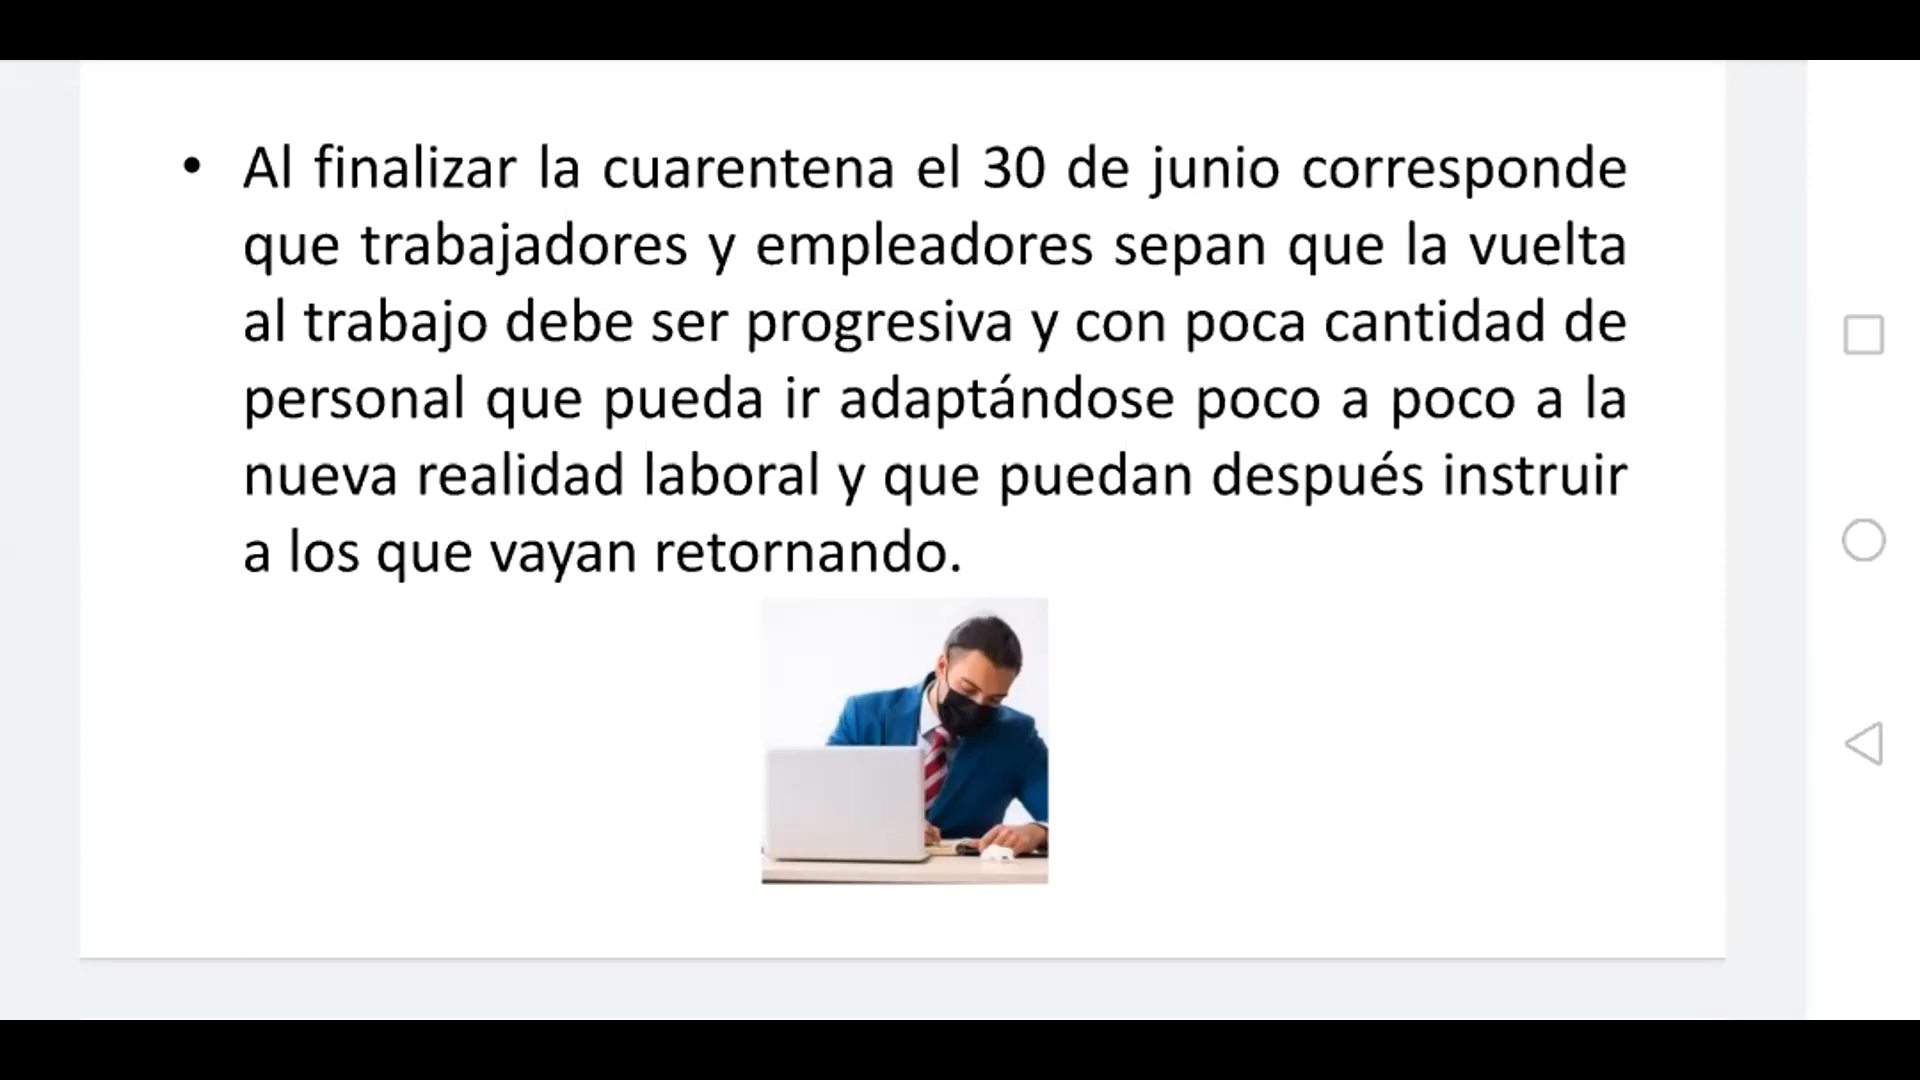 • Al finalizar la cuarentena el 30 de junio corresponde
que trabajadores y empleadores sepan que la vuelta
al trabajo debe ser progresiva y con poca cantidad de
personal que pueda ir adaptándose poco a poco a la
nueva realidad laboral y que puedan después instruir
a los que vayan retornando.